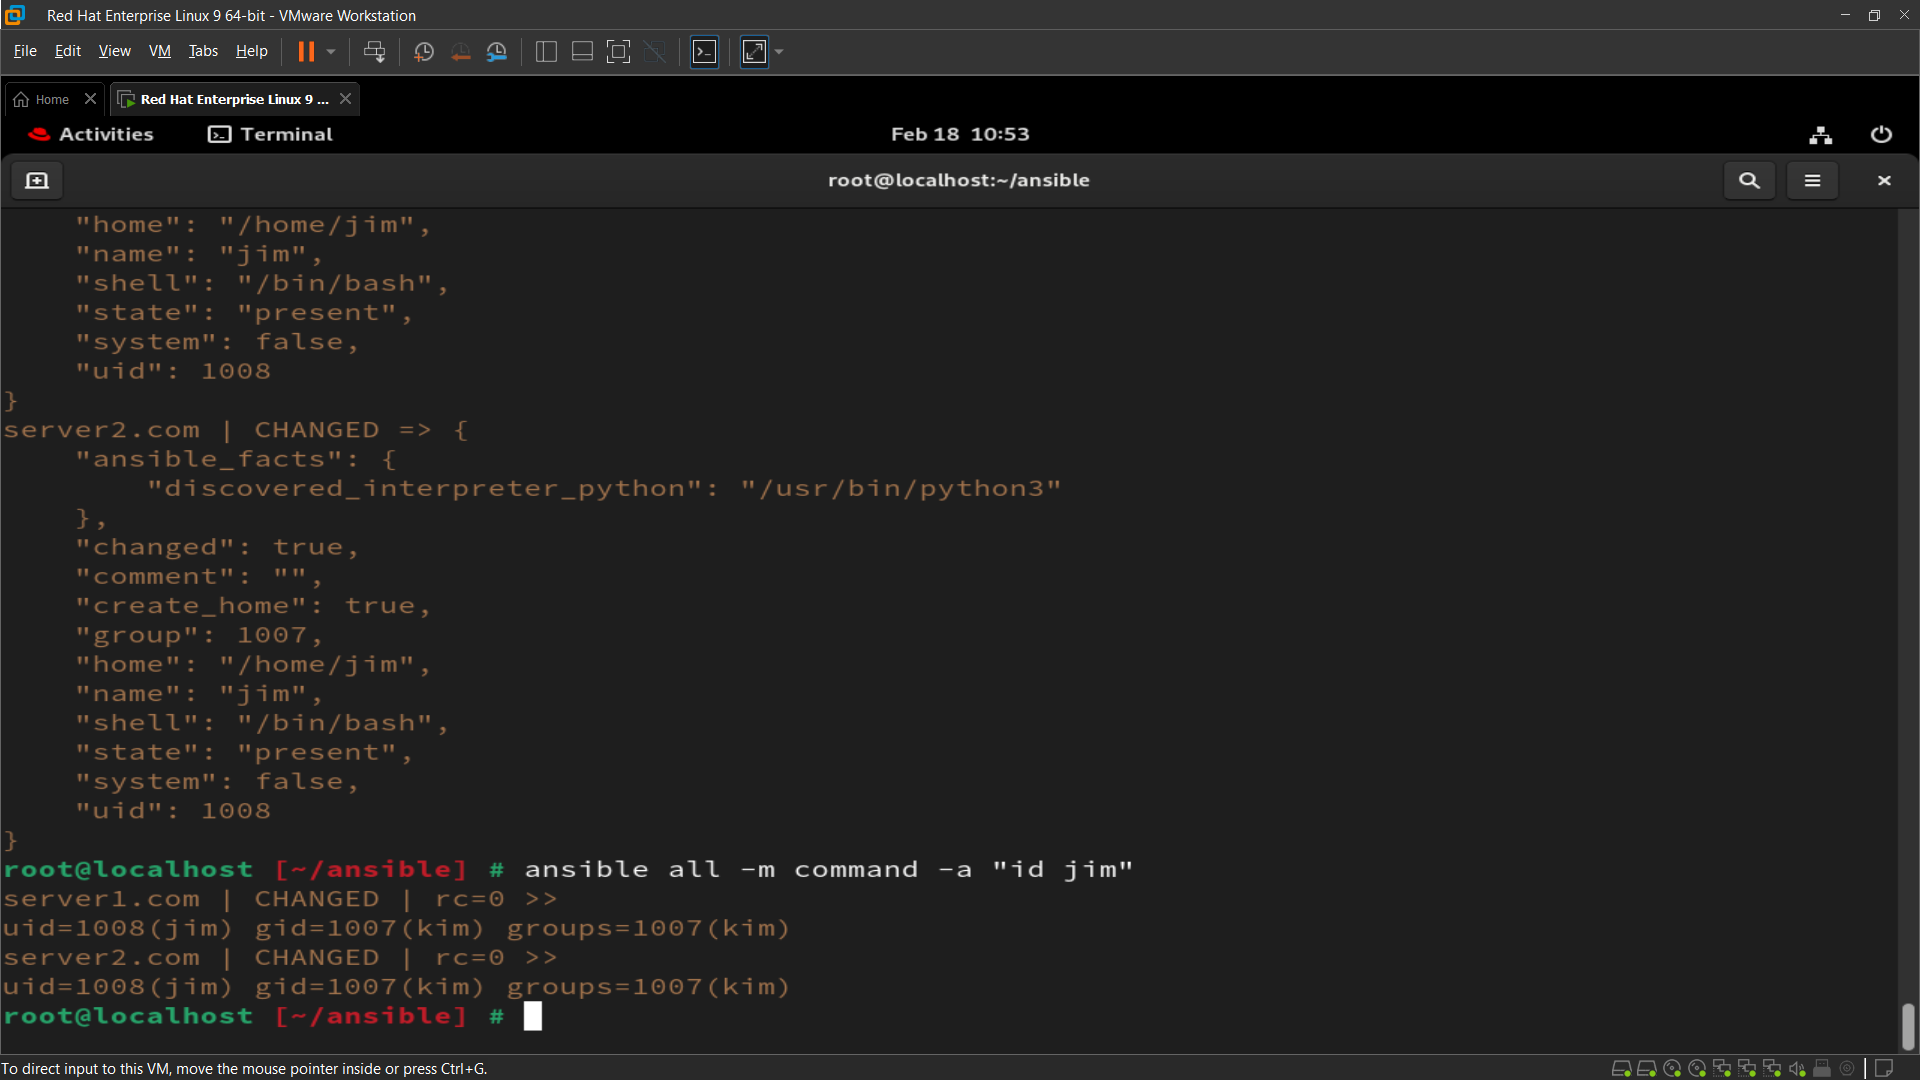 Red Hat Enterprise Linux 9 64-bit - VMware Workstation
File Edit View VM Tabs Help
Home Red Hat Enterprise Linux 9 ...
Activities Terminal Feb 18 10:53
root@localhost:~/ansible
"home": "/home/jim",
"name": "jim",
"shell": "/bin/bash",
"state": "present",
"system": false,
"uid": 1008
}
server2.com | CHANGED => {
"ansible_facts": {
"discovered_interpreter_python": "/usr/bin/python3"
},
"changed": true,
"comment": "",
"create_home": true,
"group": 1007,
"home": "/home/jim",
"name": "jim",
"shell": "/bin/bash",
"state": "present",
"system": false,
"uid": 1008
}
root@localhost [~/ansible] # ansible all -m command -a "id jim"
server1.com | CHANGED | rc=0 >>
uid=1008(jim) gid=1007(kim) groups=1007(kim)
server2.com | CHANGED | rc=0 >>
uid=1008(jim) gid=1007(kim) groups=1007(kim)
root@localhost [~/ansible] #
To direct input to this VM, move the mouse pointer inside or press Ctrl+G.